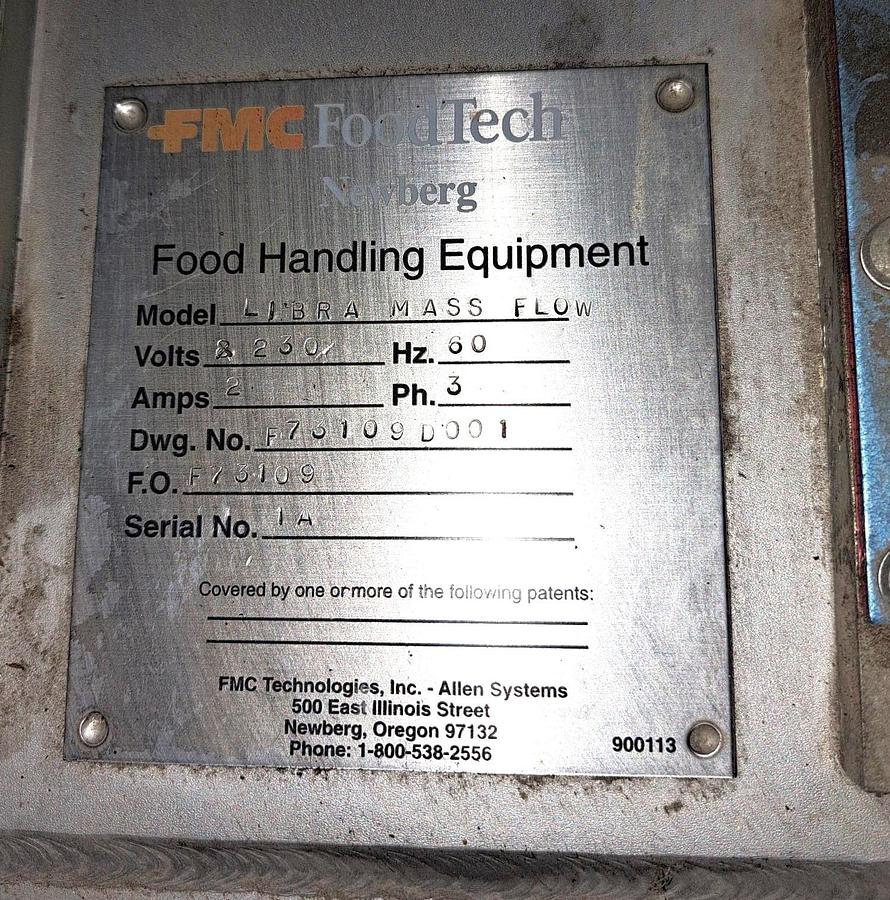 FMC FoodTech
Newberg
Food Handling Equipment
Model LIBRA MASS FLOW
Volts 230 Hz. 60
Amps 2 Ph. 3
Dwg. No. F73109D001
F.O. F73109
Serial No. 1A
Covered by one or more of the following patents:
FMC Technologies, Inc. - Allen Systems
500 East Illinois Street
Newberg, Oregon 97132
Phone: 1-800-538-2556
900113